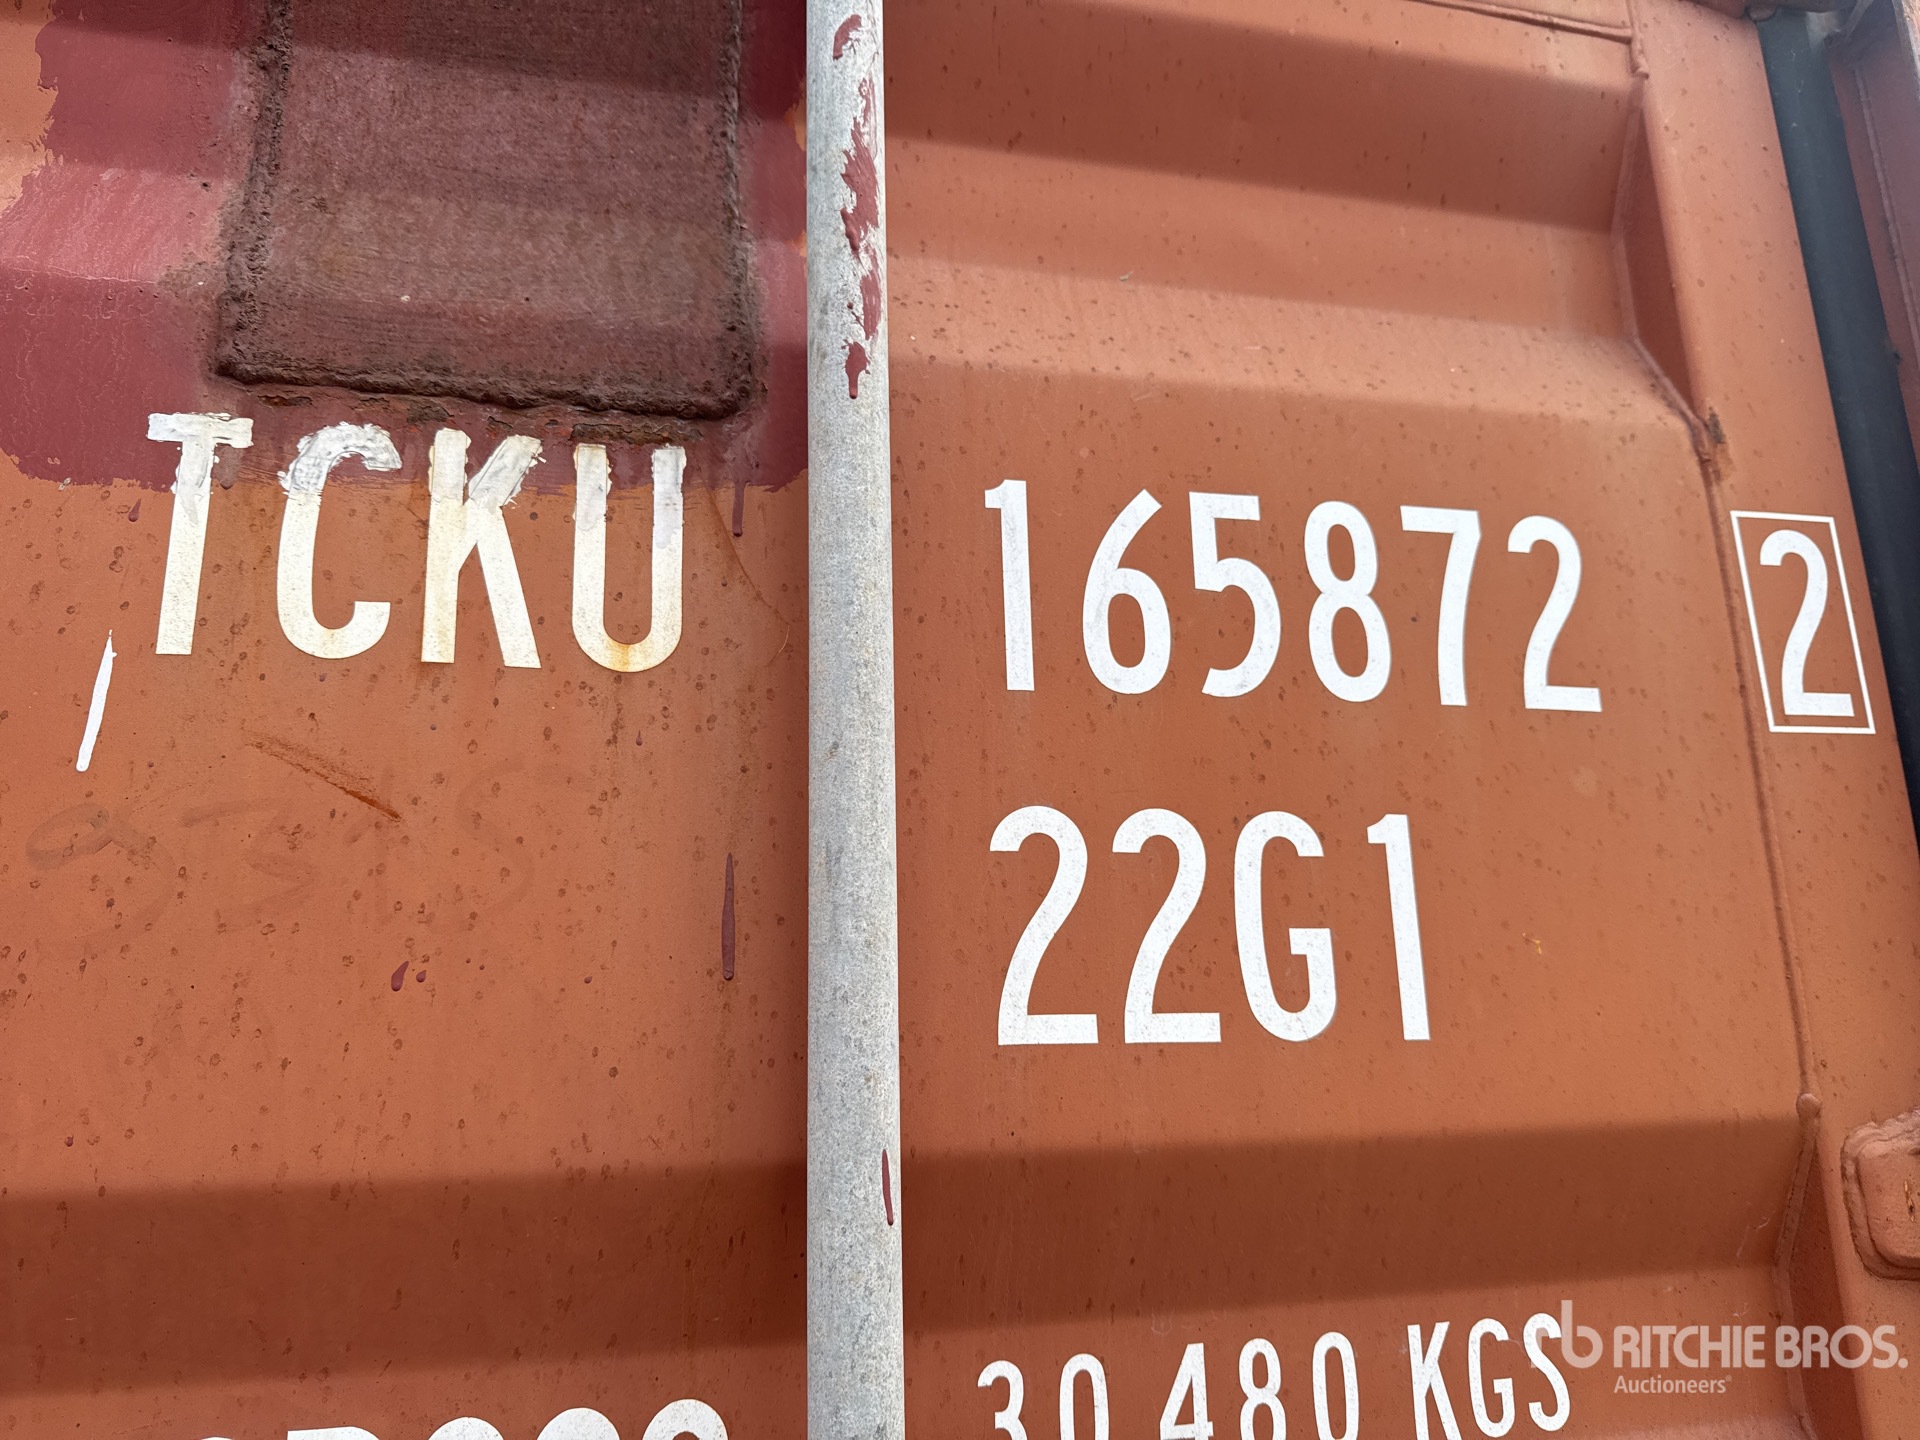 TCKU 165872 2
22G1
30,480 KGS
RITCHIE BROS.
Auctioneers